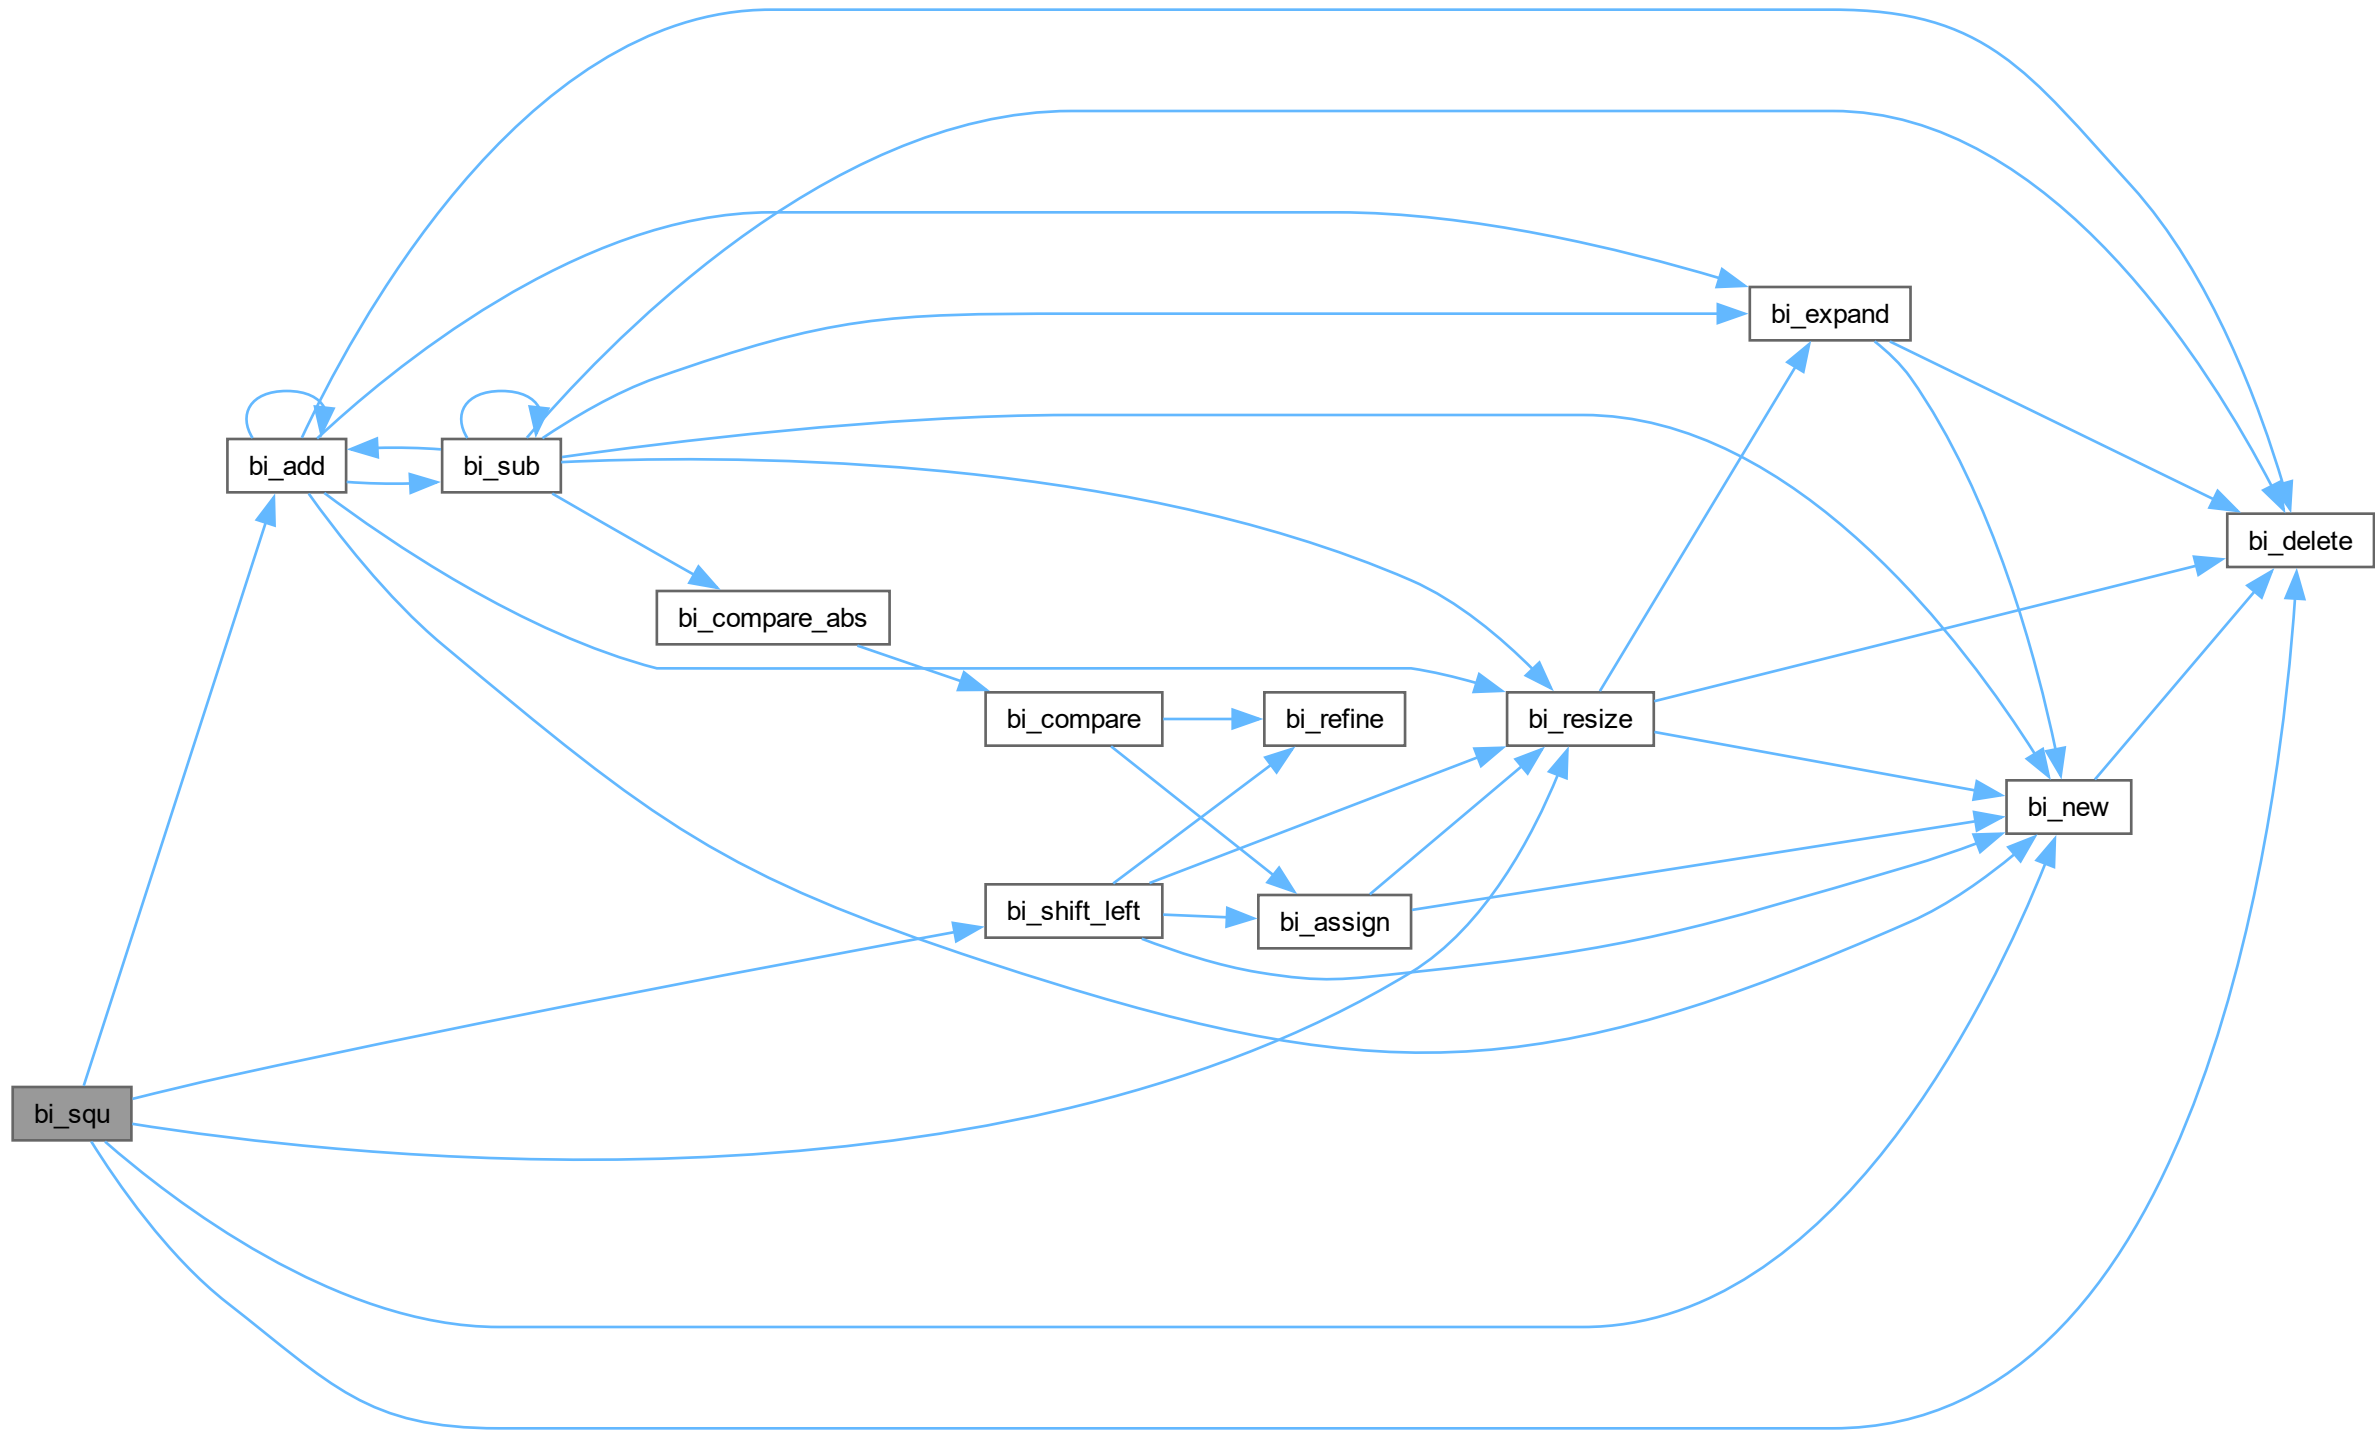 bi_expand
bi_add
bi_sub
bi_delete
bi_compare_abs
bi_compare
bi_refine
bi_resize
bi_new
bi_shift_left
bi_assign
bi_squ